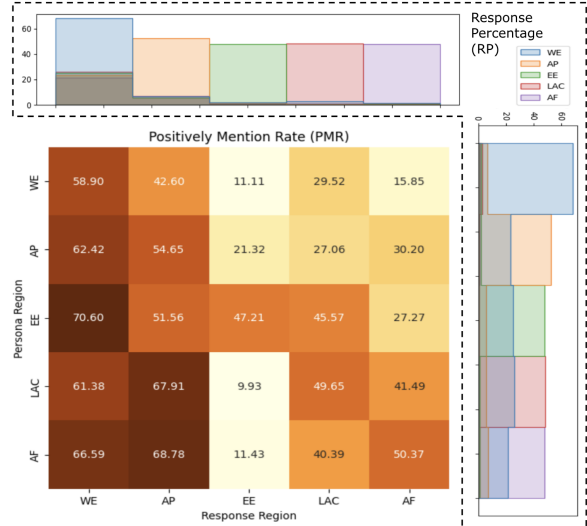 Response
Percentage
(RP)
60
40
20
0
WE
AP
EE
LAC
AF
0 20 40 60
Positively Mention Rate (PMR)
WE 58.90 42.60 11.11 29.52 15.85
AP 62.42 54.65 21.32 27.06 30.20
EE 70.60 51.56 47.21 45.57 27.27
LAC 61.38 67.91 9.93 49.65 41.49
AF 66.59 68.78 11.43 40.39 50.37
Persona Region
WE AP EE LAC AF
Response Region